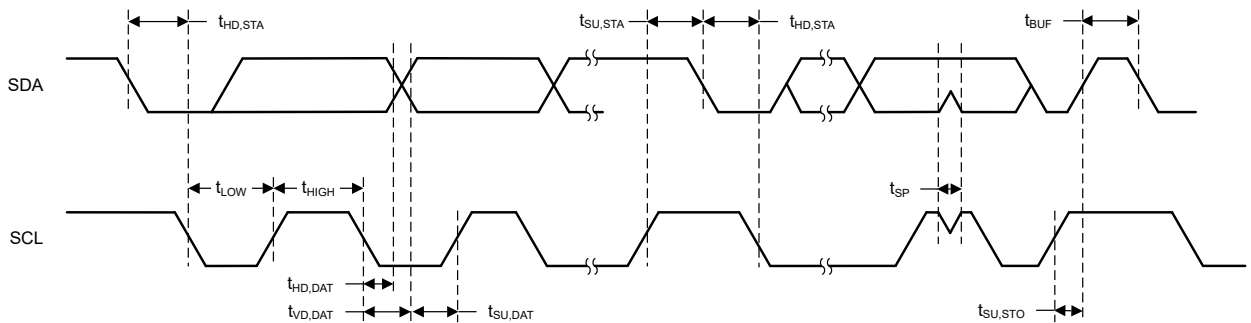 tHD,STA
tSU,STA
tHD,STA
tBUF
SDA
tLOW
tHIGH
tSP
SCL
tHD,DAT
tVD,DAT
tSU,DAT
tSU,STO